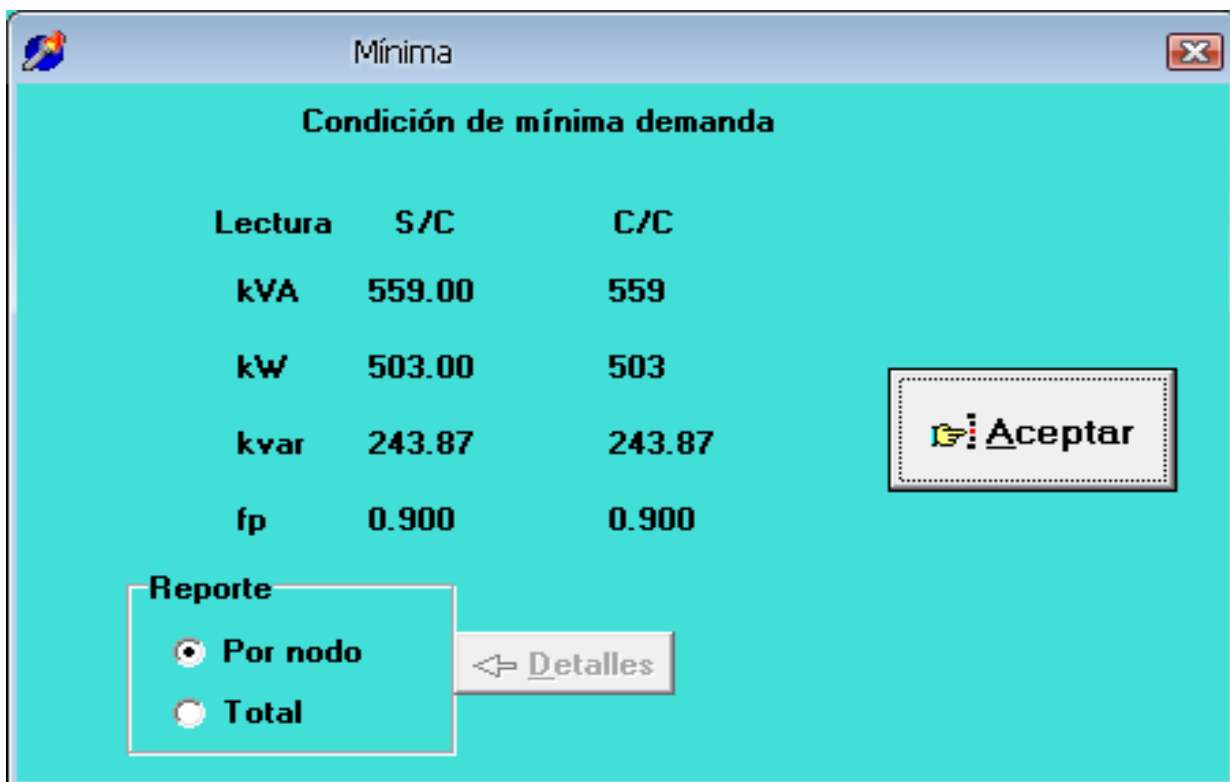 Mínima
Condición de mínima demanda
Lectura S/C C/C
kVA 559.00 559
kW 503.00 503
kvar 243.87 243.87
fp 0.900 0.900
Aceptar
Reporte
Por nodo
Detalles
Total